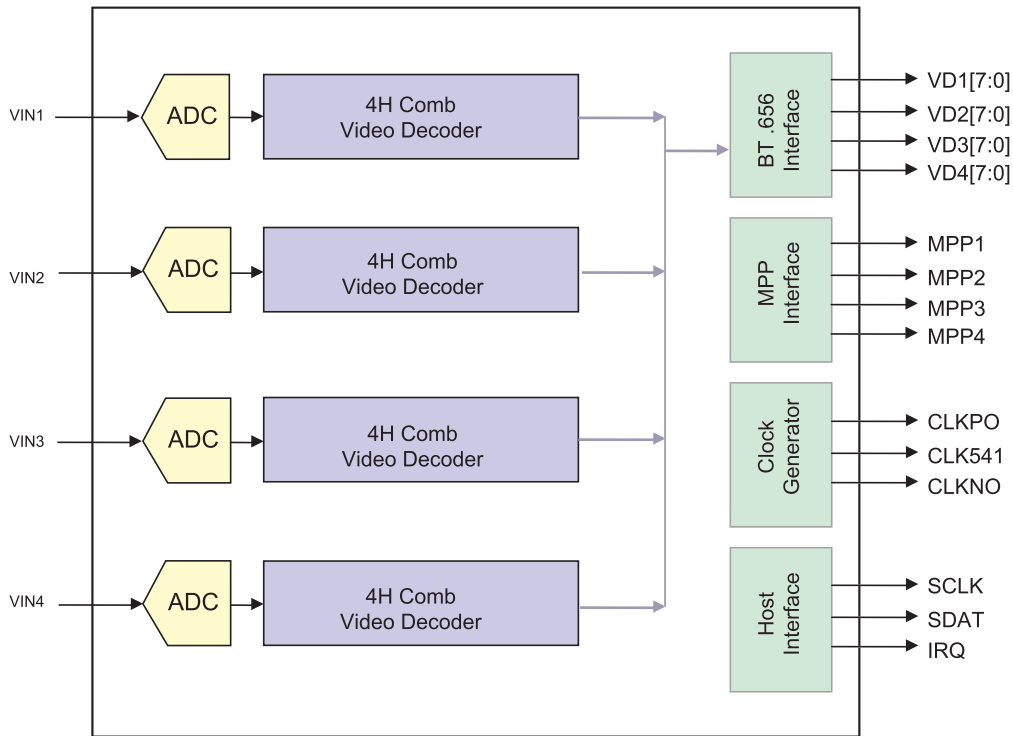 VIN1
ADC
4H Comb
Video Decoder
BT .656
Interface
VD1[7:0]
VD2[7:0]
VD3[7:0]
VD4[7:0]
VIN2
ADC
4H Comb
Video Decoder
MPP
Interface
MPP1
MPP2
MPP3
MPP4
VIN3
ADC
4H Comb
Video Decoder
Clock
Generator
CLKPO
CLK541
CLKNO
VIN4
ADC
4H Comb
Video Decoder
Host
Interface
SCLK
SDAT
IRQ